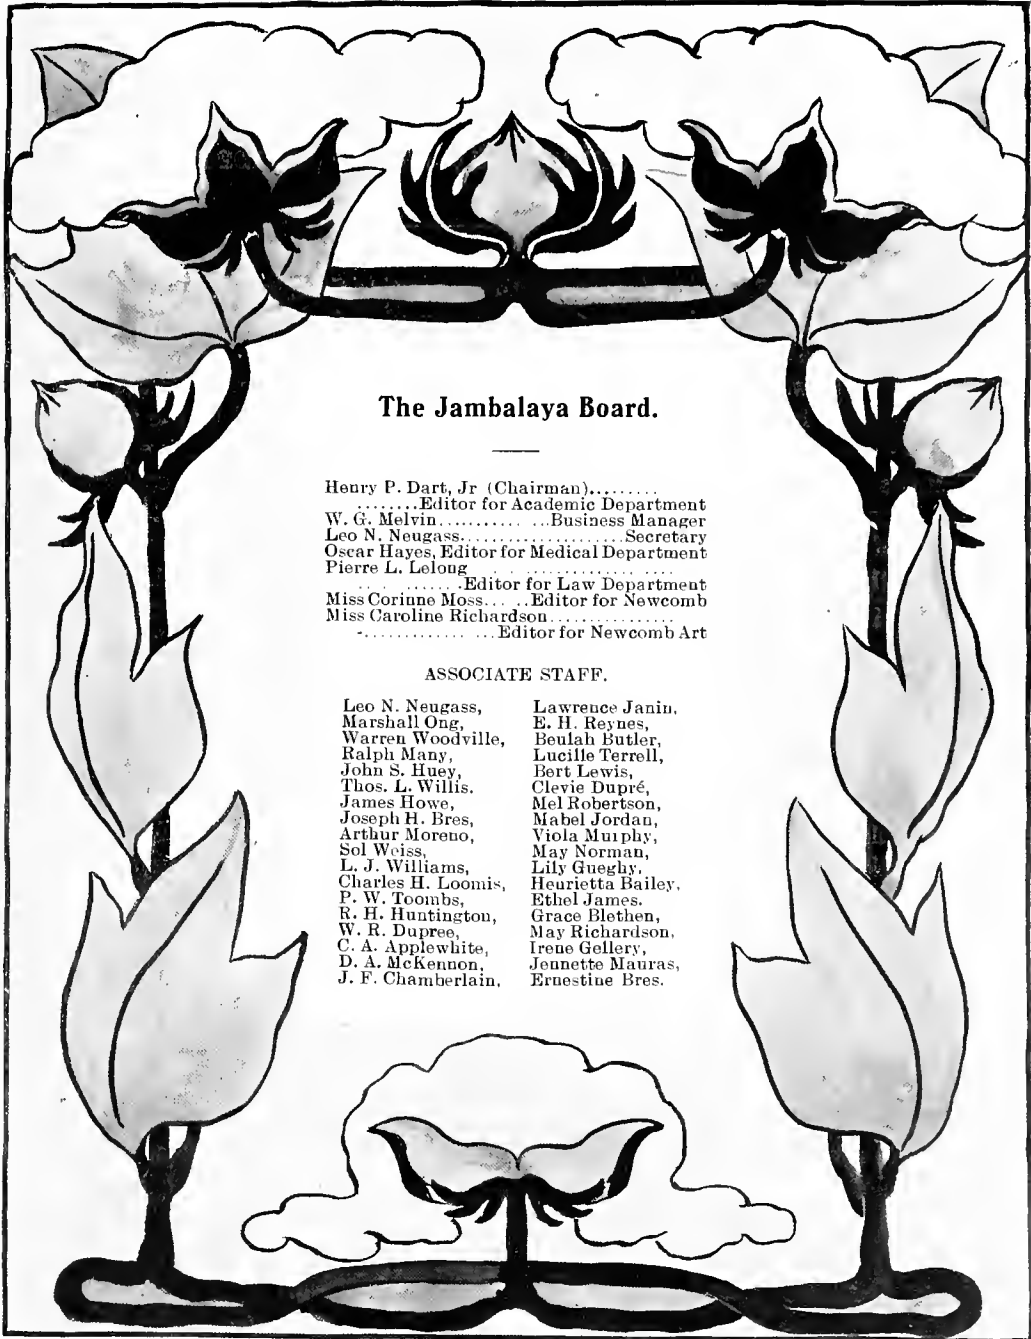 The Jambalaya Board.
Henry P. Dart, Jr (Chairman).........
........Editor for Academic Department
W. G. Melvin.............. ...Business Manager
Leo N. Neugass.....................Secretary
Oscar Hayes, Editor for Medical Department
Pierre L. Lelong . . .............. ....
.. . ....... .Editor for Law Department
Miss Corinne Moss... ..Editor for Newcomb
Miss Caroline Richardson................
-............. ...Editor for Newcomb Art
ASSOCIATE STAFF.
Leo N. Neugass,
Marshall Ong,
Warren Woodville,
Ralph Many,
John S. Huey,
Thos. L. Willis.
James Howe,
Joseph H. Bres,
Arthur Moreno,
Sol Weiss,
L. J. Williams,
Charles H. Loomis,
P. W. Toombs,
R. H. Huntington,
W. R. Dupree,
C. A. Applewhite,
D. A. McKennon,
J. F. Chamberlain,
Lawrence Janin,
E. H. Reynes,
Beulah Butler,
Lucille Terrell,
Bert Lewis,
Clevie Dupré,
Mel Robertson,
Mabel Jordan,
Viola Murphy,
May Norman,
Lily Gueghy,
Henrietta Bailey,
Ethel James.
Grace Blethen,
May Richardson,
Irene Gellery,
Jennette Mauras,
Ernestine Bres.